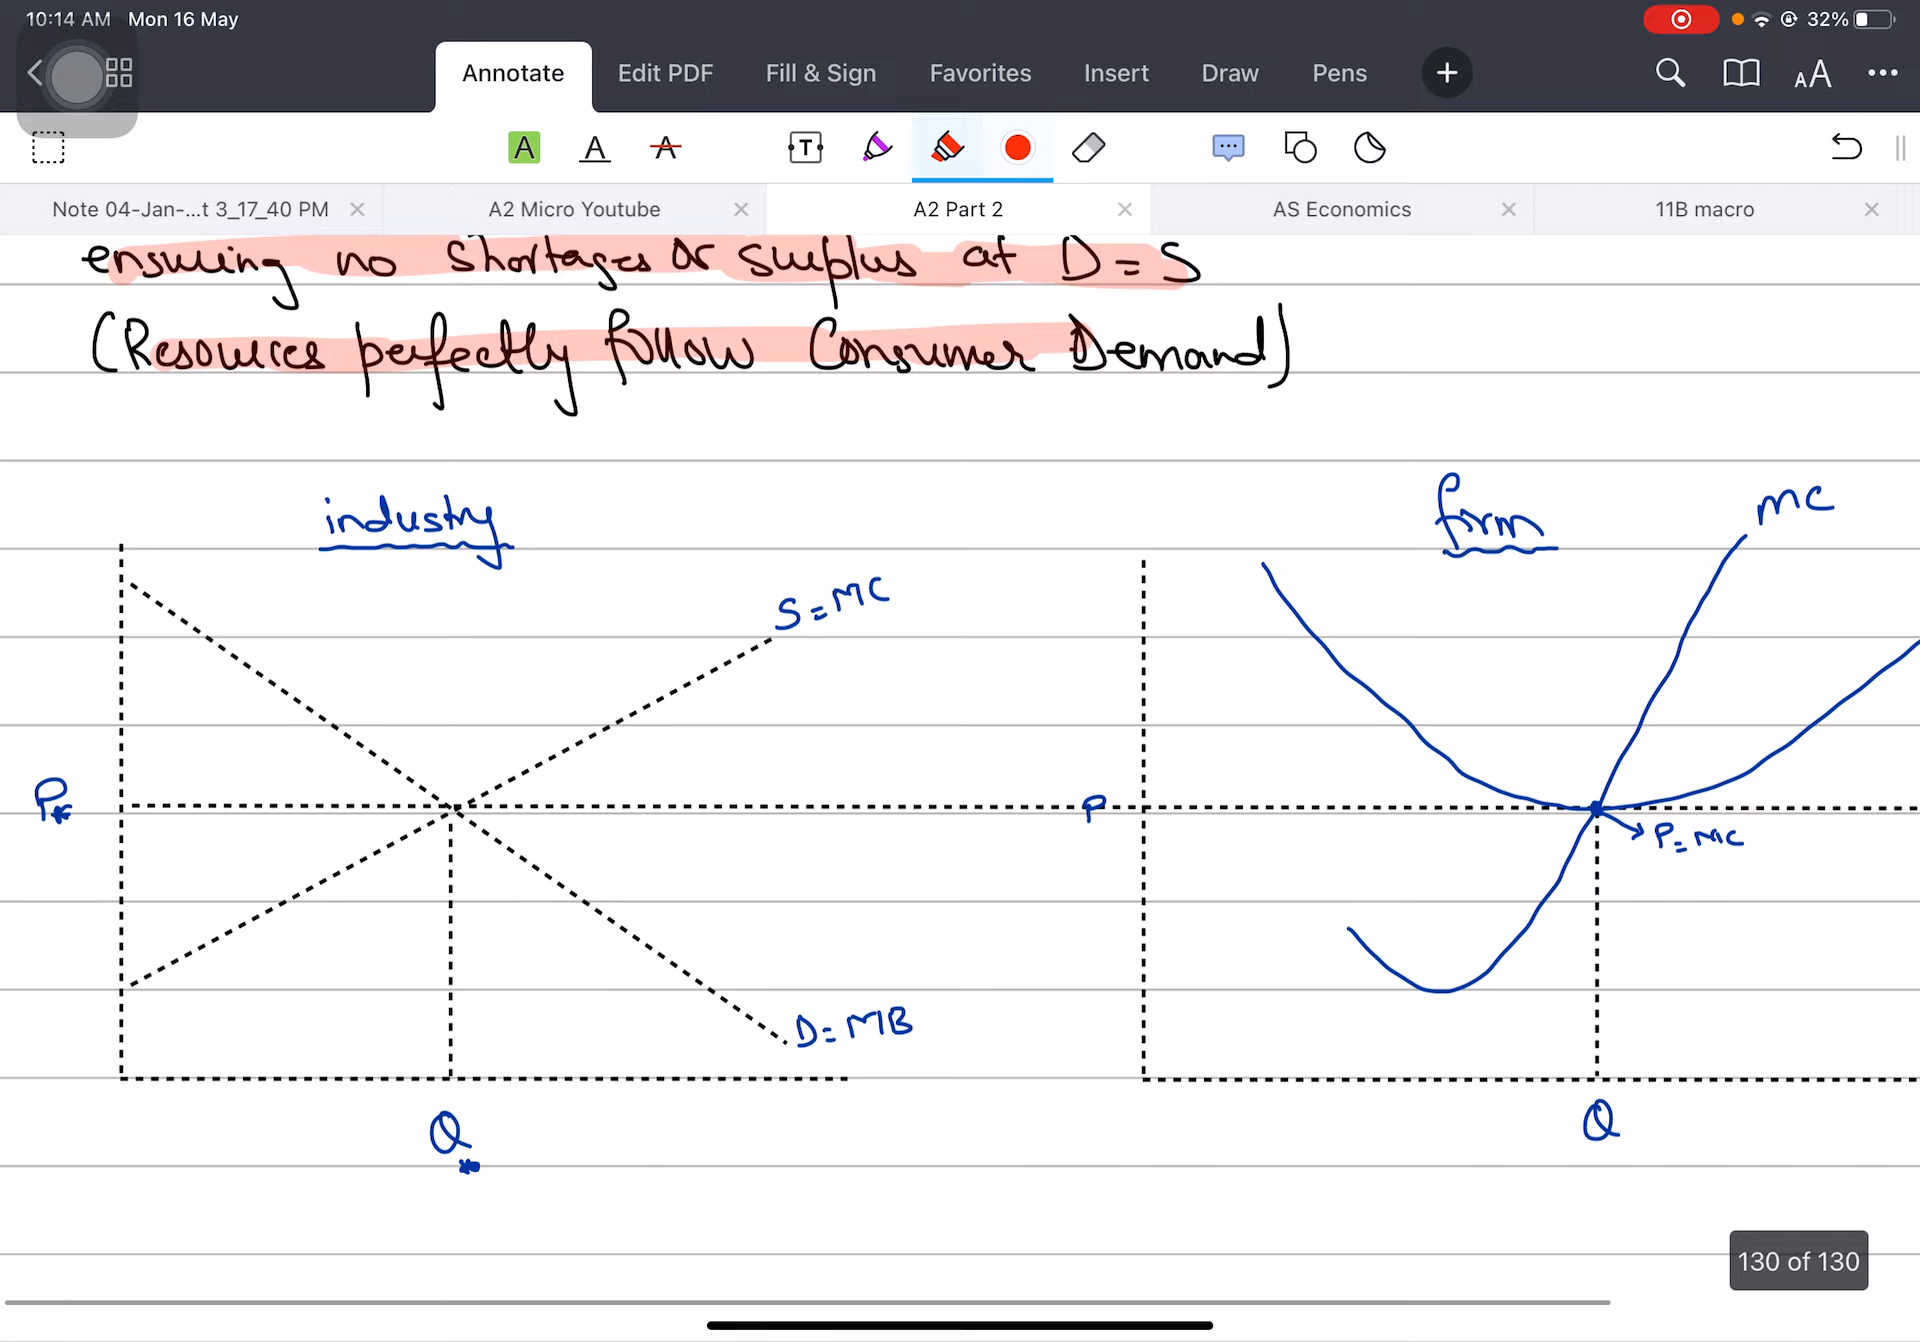 10:14 AM Mon 16 May
32%
Annotate Edit PDF Fill & Sign Favorites Insert Draw Pens
AA
A A A T
Note 04-Jan-...t 3_17_40 PM
A2 Micro Youtube
A2 Part 2
AS Economics
11B macro
ensuring no shortages or surplus at D = S
(Resources perfectly follow Consumer Demand)
industry
firm
MC
S = MC
P*
P
P = MC
D = MB
Q*
Q
130 of 130